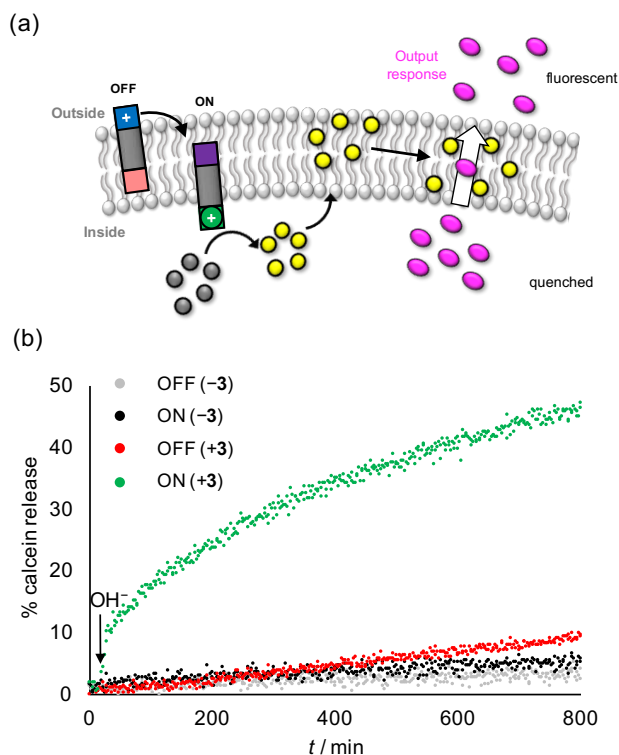 (a)
Output
response
fluorescent
OFF
ON
Outside
+
+
Inside
quenched
(b)
50
40
30
20
10
0
% calcein release
OFF (−3)
ON (−3)
OFF (+3)
ON (+3)
OH⁻
0
200
400
600
800
t / min